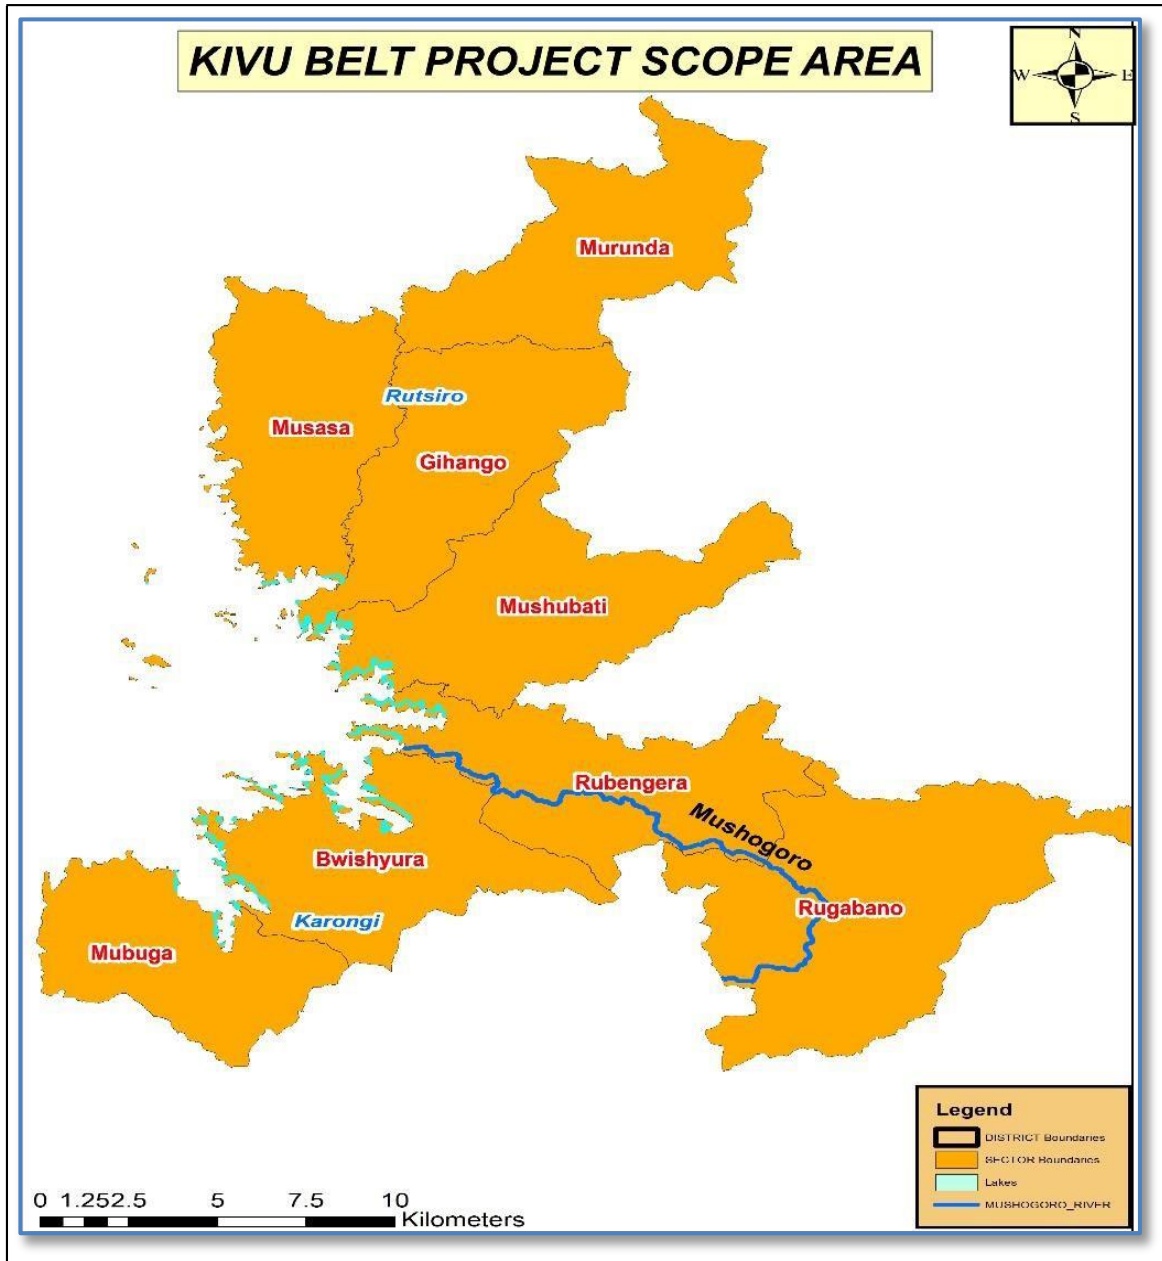 KIVU BELT PROJECT SCOPE AREA
N
W E
S
Murunda
Rutsiro
Musasa
Gihango
Mushubati
Rubengera
Mushogoro
Bwishyura
Rugabano
Karongi
Mubuga
Legend
DISTRICT Boundaries
SECTOR Boundaries
Lakes
MUSHOGORO_RIVER
0 1.252.5 5 7.5 10
Kilometers